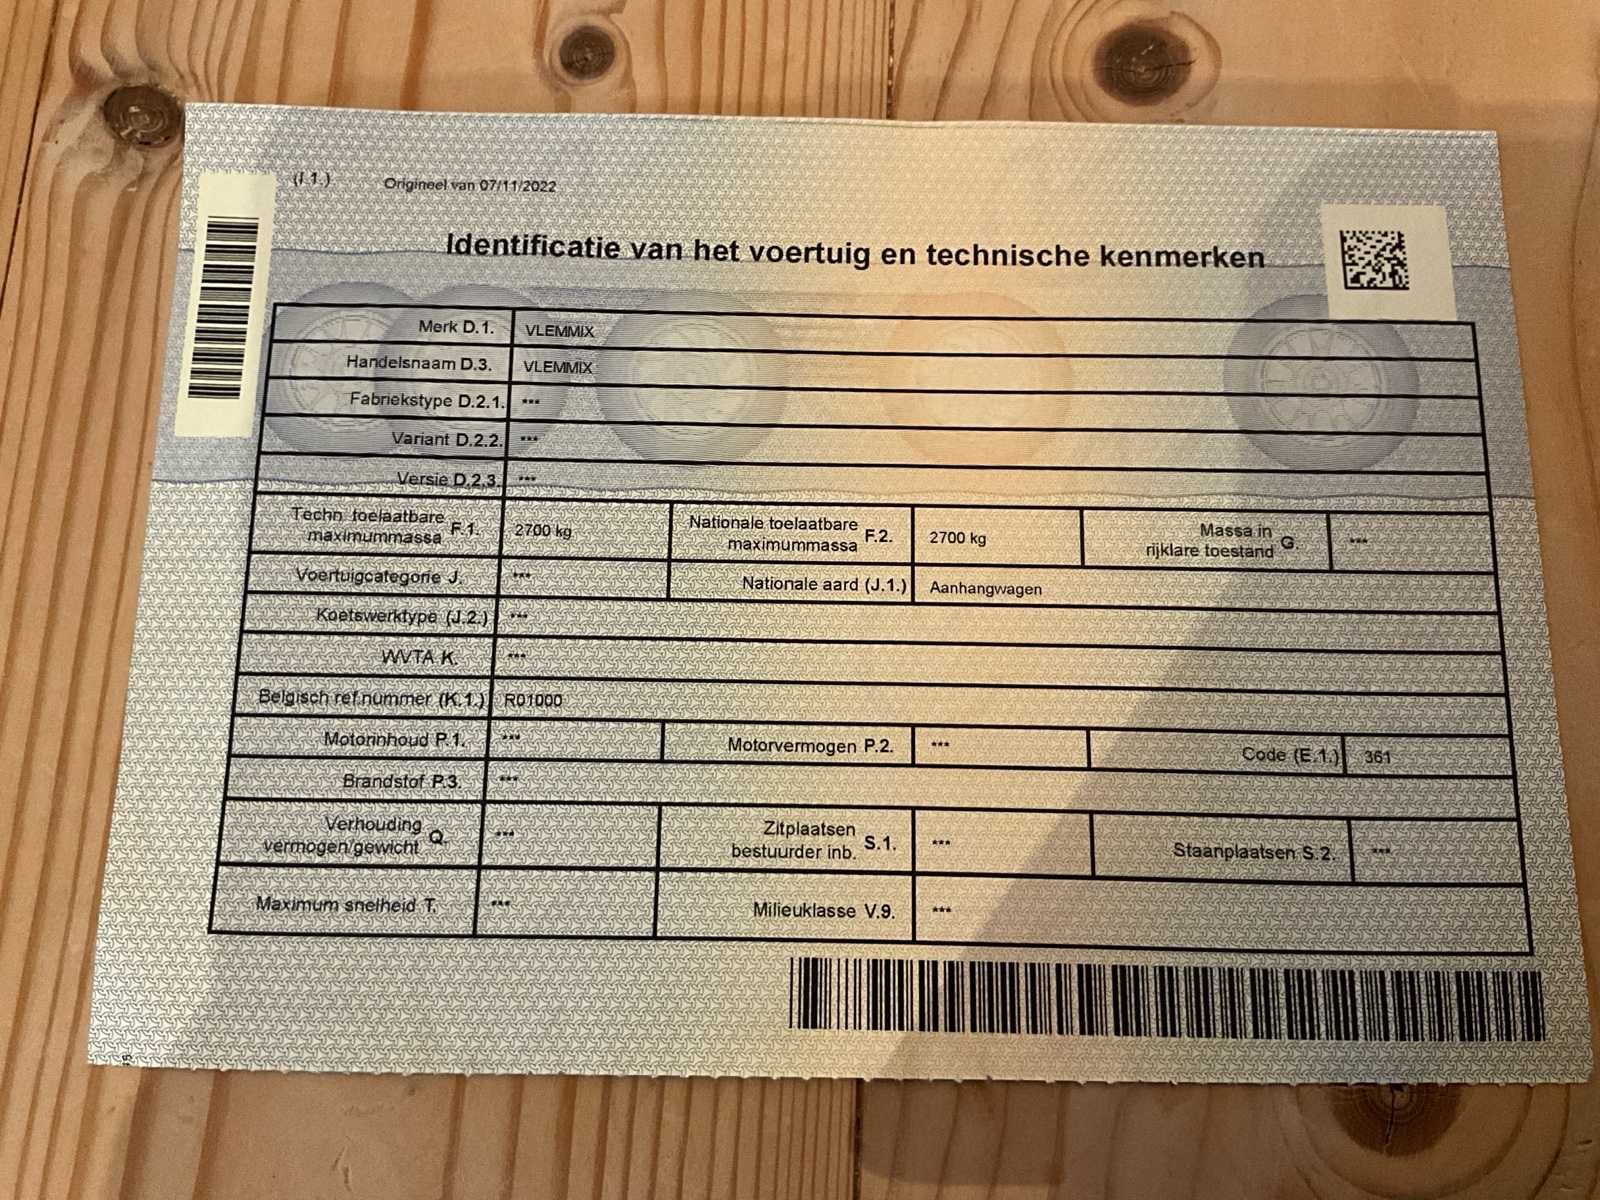 (I.1.) Origineel van 07/11/2022
Identificatie van het voertuig en technische kenmerken
Merk D.1. VLEMMIX
Handelsnaam D.3. VLEMMIX
Fabriekstype D.2.1. ***
Variant D.2.2. ***
Versie D.2.3. ***
Techn. toelaatbare maximummassa F.1. 2700 kg Nationale toelaatbare maximummassa F.2. 2700 kg Massa in rijklare toestand G. ***
Voertuigcategorie J. *** Nationale aard (J.1.) Aanhangwagen
Koetswerktype (J.2.) ***
WVTA K. ***
Belgisch ref.nummer (K.1.) R01000
Motorinhoud P.1. *** Motorvermogen P.2. *** Code (E.1.) 361
Brandstof P.3. ***
Verhouding vermogen/gewicht Q. *** Zitplaatsen bestuurder inb. S.1. *** Staanplaatsen S.2. ***
Maximum snelheid T. *** Milieuklasse V.9. ***